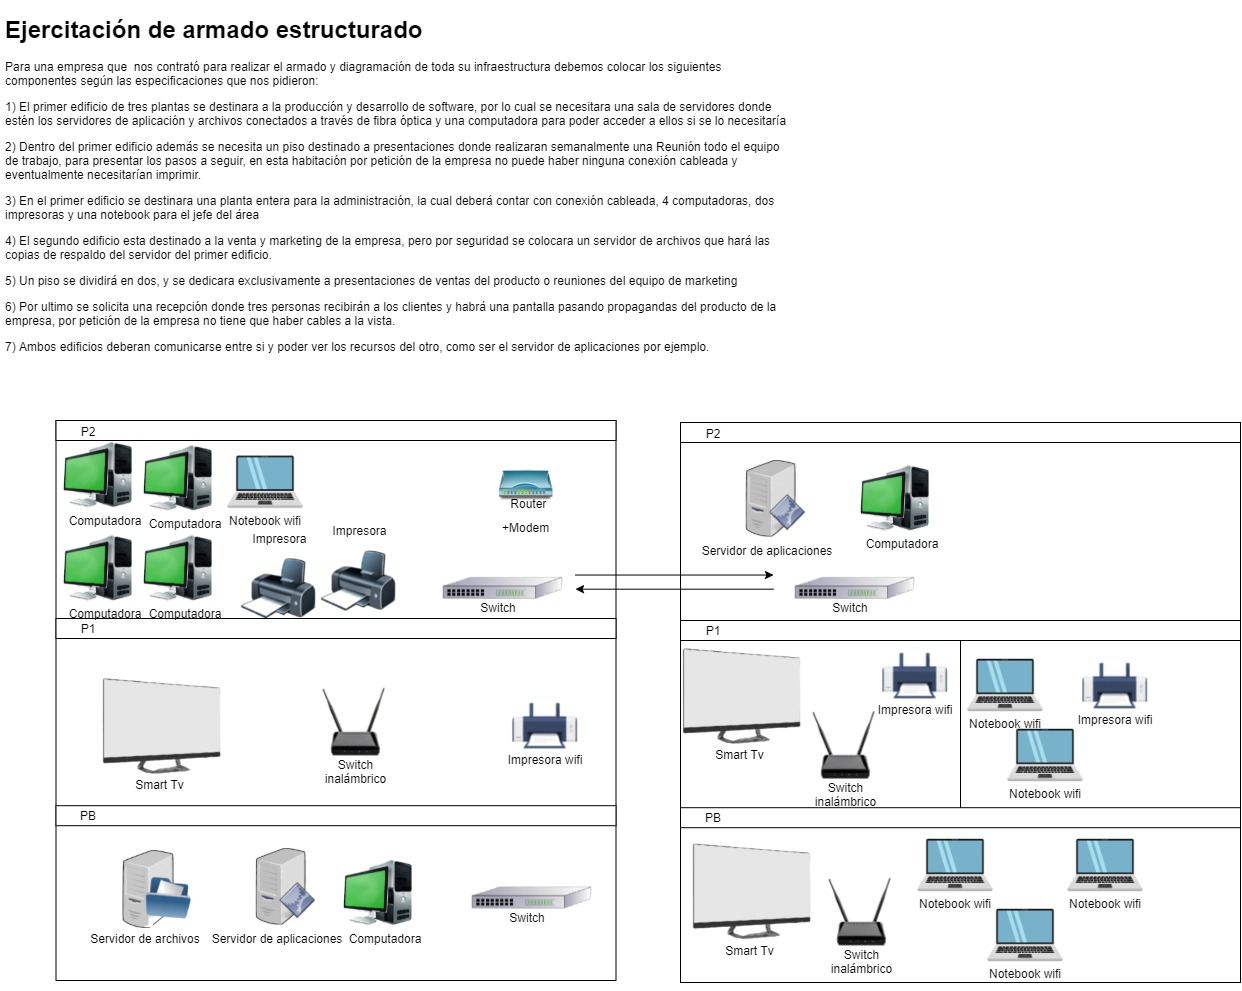 Ejercitación de armado estructurado
Para una empresa que  nos contrató para realizar el armado y diagramación de toda su infraestructura debemos colocar los siguientes
componentes según las especificaciones que nos pidieron:
1) El primer edificio de tres plantas se destinara a la producción y desarrollo de software, por lo cual se necesitara una sala de servidores donde
estén los servidores de aplicación y archivos conectados a través de fibra óptica y una computadora para poder acceder a ellos si se lo necesitaría
2) Dentro del primer edificio además se necesita un piso destinado a presentaciones donde realizaran semanalmente una Reunión todo el equipo
de trabajo, para presentar los pasos a seguir, en esta habitación por petición de la empresa no puede haber ninguna conexión cableada y
eventualmente necesitarían imprimir.
3) En el primer edificio se destinara una planta entera para la administración, la cual deberá contar con conexión cableada, 4 computadoras, dos
impresoras y una notebook para el jefe del área
4) El segundo edificio esta destinado a la venta y marketing de la empresa, pero por seguridad se colocara un servidor de archivos que hará las
copias de respaldo del servidor del primer edificio.
5) Un piso se dividirá en dos, y se dedicara exclusivamente a presentaciones de ventas del producto o reuniones del equipo de marketing
6) Por ultimo se solicita una recepción donde tres personas recibirán a los clientes y habrá una pantalla pasando propagandas del producto de la
empresa, por petición de la empresa no tiene que haber cables a la vista.
7) Ambos edificios deberan comunicarse entre si y poder ver los recursos del otro, como ser el servidor de aplicaciones por ejemplo.
P2
Computadora
Computadora
Notebook wifi
Impresora
Impresora
Router
+Modem
Computadora
Computadora
Switch
P1
Smart Tv
Switch
inalámbrico
Impresora wifi
PB
Servidor de archivos
Servidor de aplicaciones
Computadora
Switch
P2
Servidor de aplicaciones
Computadora
Switch
P1
Smart Tv
Impresora wifi
Switch
inalámbrico
Notebook wifi
Impresora wifi
Notebook wifi
PB
Smart Tv
Switch
inalámbrico
Notebook wifi
Notebook wifi
Notebook wifi